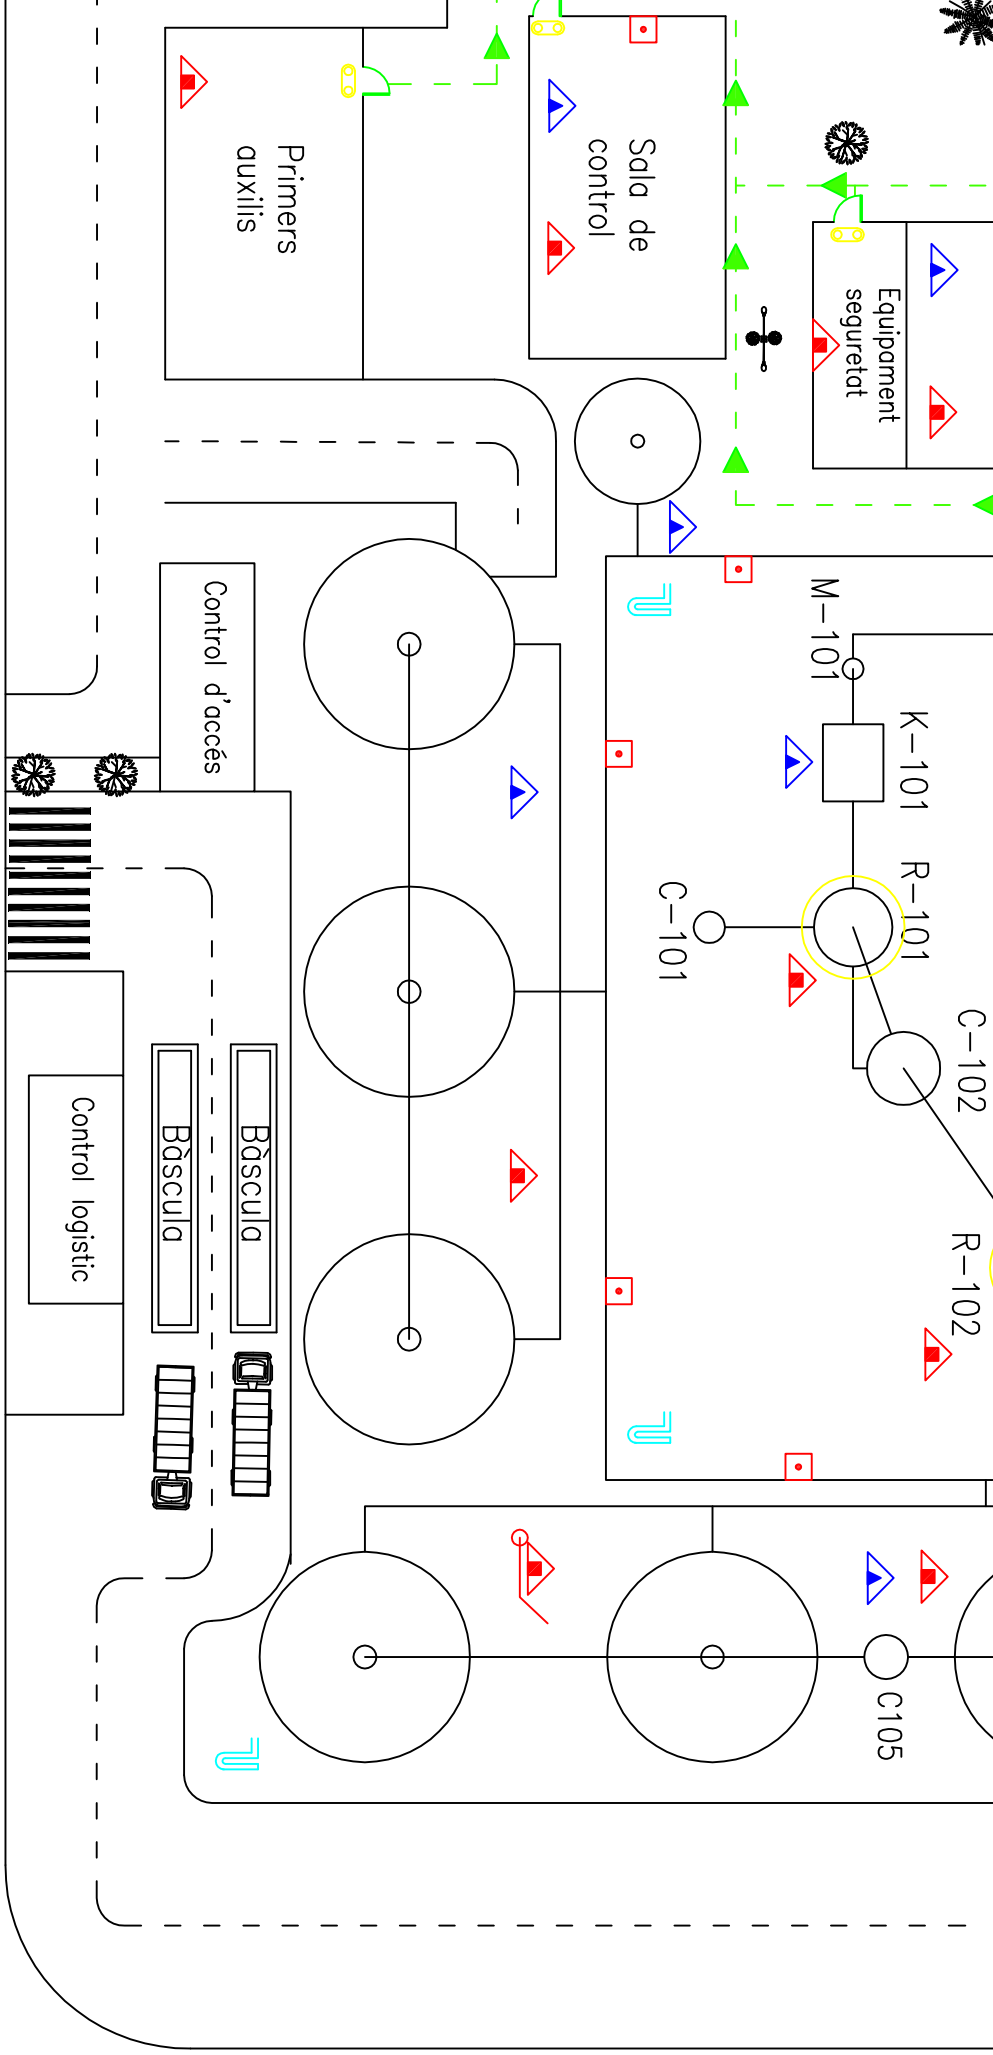 Primers
auxilis
Sala de
control
Equipament
seguretat
Control d'accés
M-101
K-101
R-101
C-101
C-102
R-102
Bàscula
Bàscula
Control logistic
C105